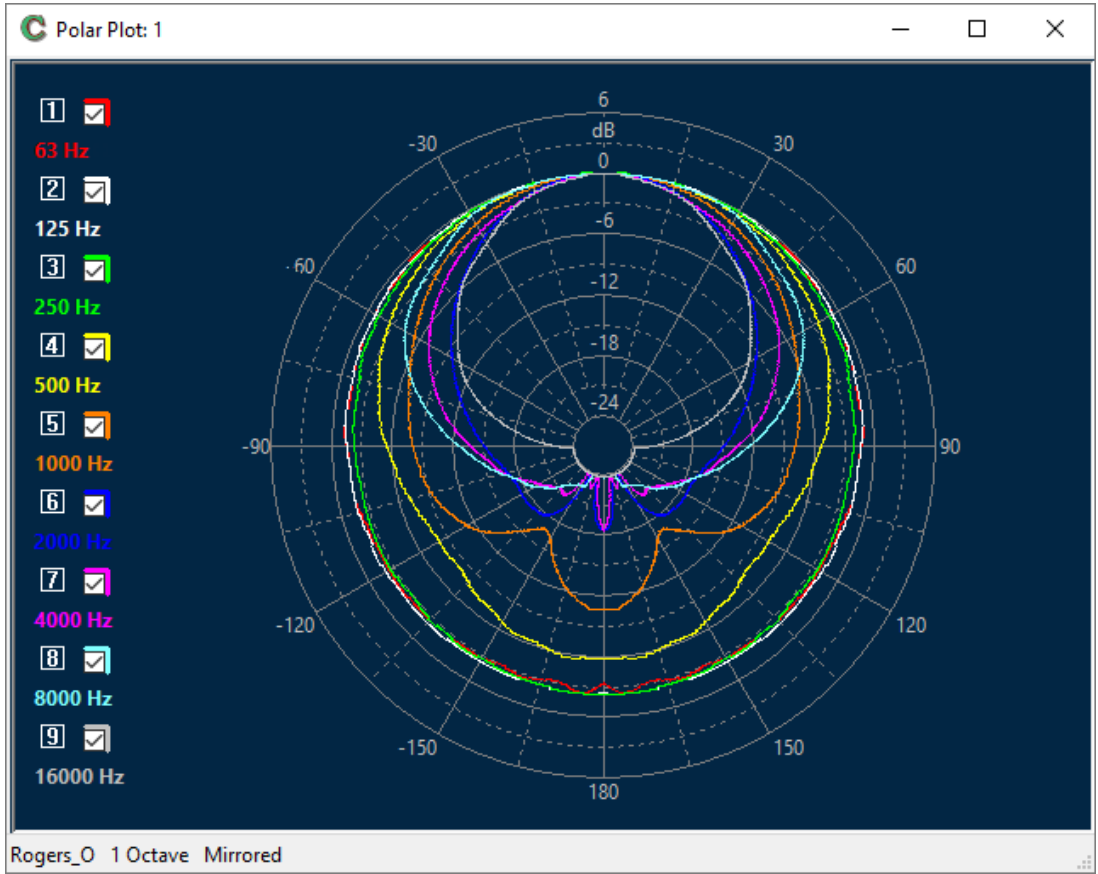 Polar Plot: 1
1
63 Hz
2
125 Hz
3
250 Hz
4
500 Hz
5
1000 Hz
6
2000 Hz
7
4000 Hz
8
8000 Hz
9
16000 Hz
6
dB
0
-6
-12
-18
-24
-30
30
-60
60
-90
90
-120
120
-150
150
180
Rogers_O 1 Octave Mirrored